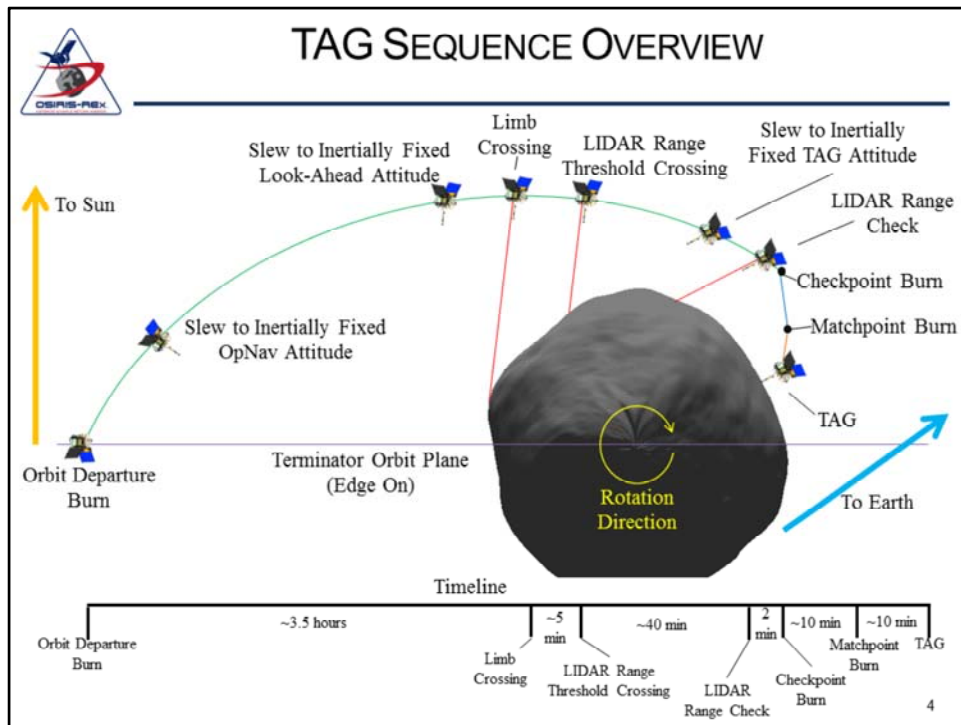 TAG SEQUENCE OVERVIEW
OSIRIS-REx
Limb
Crossing
Slew to Inertially Fixed
Look-Ahead Attitude
LIDAR Range
Threshold Crossing
Slew to Inertially
Fixed TAG Attitude
To Sun
LIDAR Range
Check
Checkpoint Burn
Slew to Inertially Fixed
OpNav Attitude
Matchpoint Burn
TAG
Orbit Departure
Burn
Terminator Orbit Plane
(Edge On)
Rotation
Direction
To Earth
Timeline
~3.5 hours
~5
min
~40 min
2
min
~10 min
~10 min
Orbit Departure
Burn
Limb
Crossing
LIDAR Range
Threshold Crossing
LIDAR
Range Check
Checkpoint
Burn
Matchpoint
Burn
TAG
4